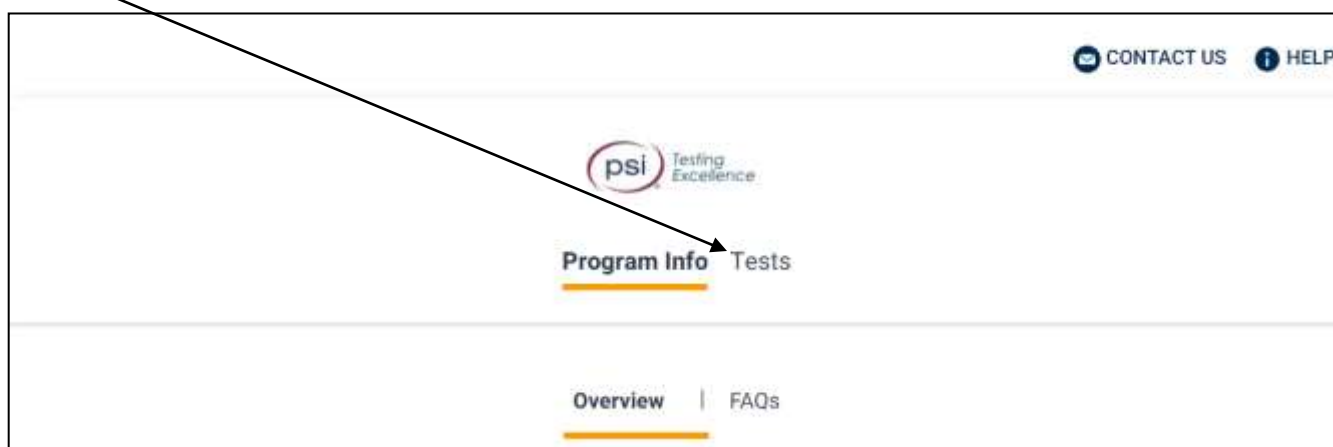 CONTACT US HELP
psi Testing
Excellence
Program Info Tests
Overview | FAQs